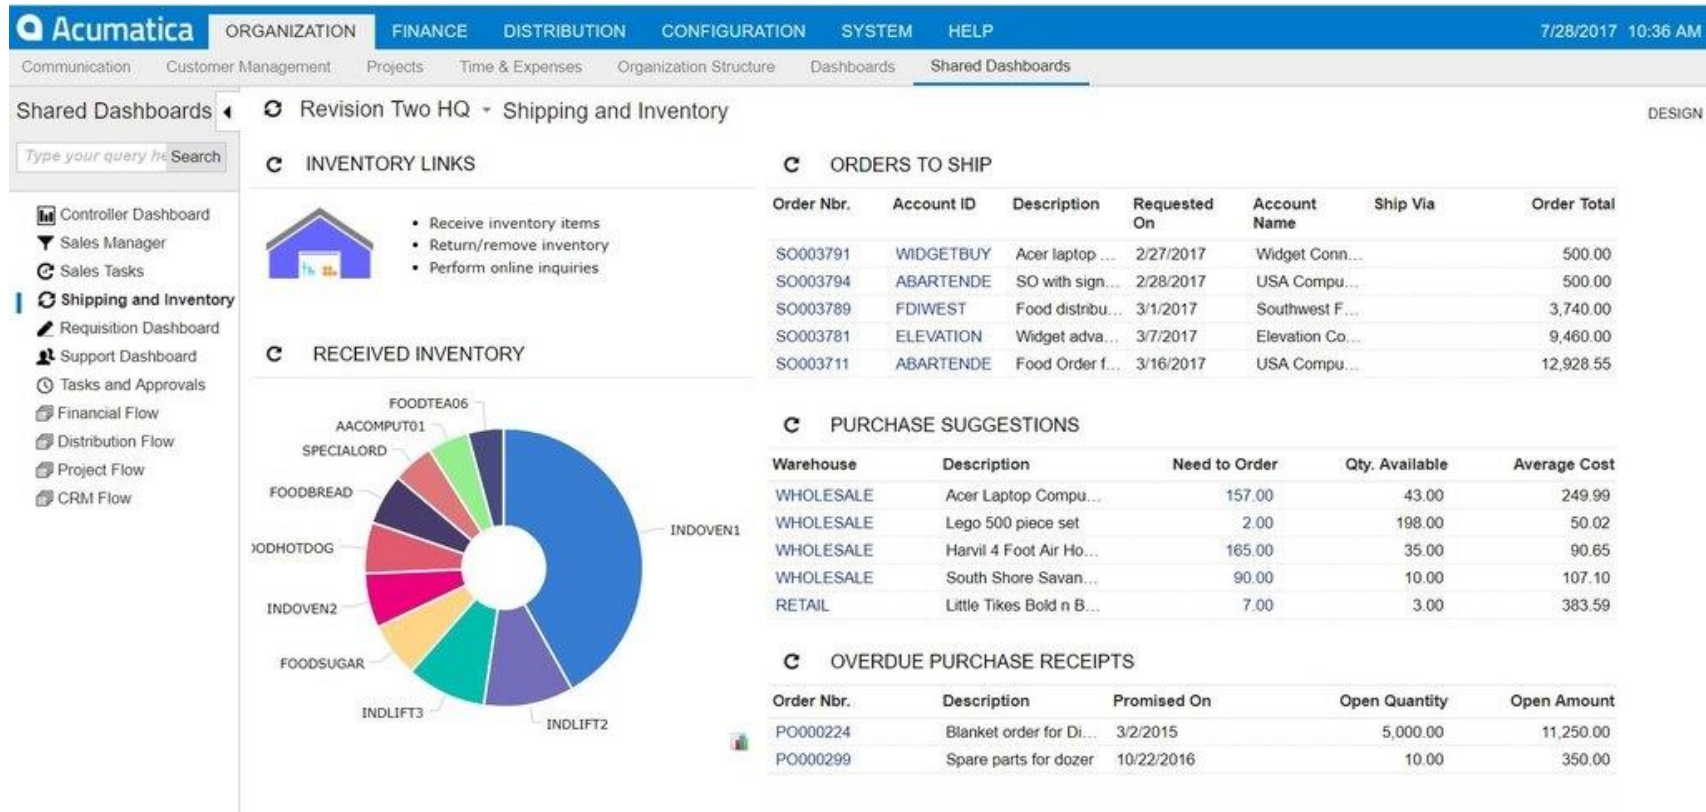 Acumatica ORGANIZATION FINANCE DISTRIBUTION CONFIGURATION SYSTEM HELP 7/28/2017 10:36 AM
Communication Customer Management Projects Time & Expenses Organization Structure Dashboards Shared Dashboards
Shared Dashboards
Type your query he Search
Controller Dashboard
Sales Manager
Sales Tasks
Shipping and Inventory
Requisition Dashboard
Support Dashboard
Tasks and Approvals
Financial Flow
Distribution Flow
Project Flow
CRM Flow
Revision Two HQ - Shipping and Inventory
DESIGN
INVENTORY LINKS
• Receive inventory items
• Return/remove inventory
• Perform online inquiries
RECEIVED INVENTORY
FOODTEA06
AACOMPUT01
SPECIALORD
FOODBREAD
OODHOTDOG
INDOVEN1
INDOVEN2
FOODSUGAR
INDLIFT3
INDLIFT2
ORDERS TO SHIP
Order Nbr. Account ID Description Requested On Account Name Ship Via Order Total
SO003791 WIDGETBUY Acer laptop ... 2/27/2017 Widget Conn... 500.00
SO003794 ABARTENDE SO with sign... 2/28/2017 USA Compu... 500.00
SO003789 FDIWEST Food distribu... 3/1/2017 Southwest F... 3,740.00
SO003781 ELEVATION Widget adva... 3/7/2017 Elevation Co... 9,460.00
SO003711 ABARTENDE Food Order f... 3/16/2017 USA Compu... 12,928.55
PURCHASE SUGGESTIONS
Warehouse Description Need to Order Qty. Available Average Cost
WHOLESALE Acer Laptop Compu... 157.00 43.00 249.99
WHOLESALE Lego 500 piece set 2.00 198.00 50.02
WHOLESALE Harvil 4 Foot Air Ho... 165.00 35.00 90.65
WHOLESALE South Shore Savan... 90.00 10.00 107.10
RETAIL Little Tikes Bold n B... 7.00 3.00 383.59
OVERDUE PURCHASE RECEIPTS
Order Nbr. Description Promised On Open Quantity Open Amount
PO000224 Blanket order for Di... 3/2/2015 5,000.00 11,250.00
PO000299 Spare parts for dozer 10/22/2016 10.00 350.00